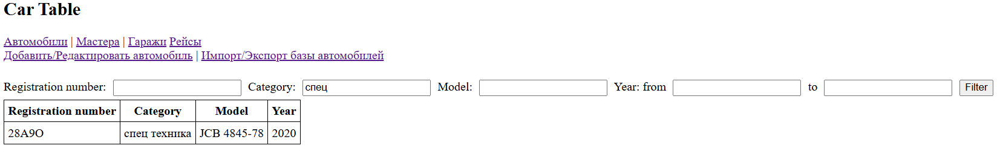 Car Table
Автомобили | Мастера | Гаражи Рейсы
Добавить/Редактировать автомобиль | Импорт/Экспорт базы автомобилей
Registration number: Category: спец Model: Year: from to Filter
Registration number Category Model Year
28A9O спец техника JCB 4845-78 2020